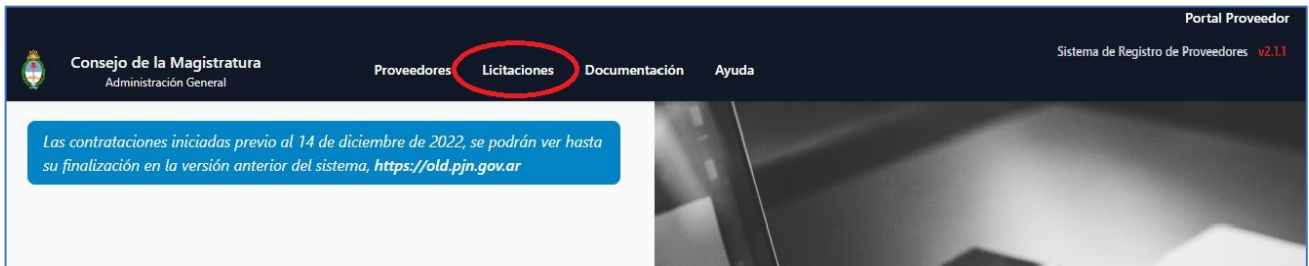 Portal Proveedor
Consejo de la Magistratura
Administración General
Proveedores
Licitaciones
Documentación
Ayuda
Sistema de Registro de Proveedores v2.1.1
Las contrataciones iniciadas previo al 14 de diciembre de 2022, se podrán ver hasta
su finalización en la versión anterior del sistema, https://old.pjn.gov.ar